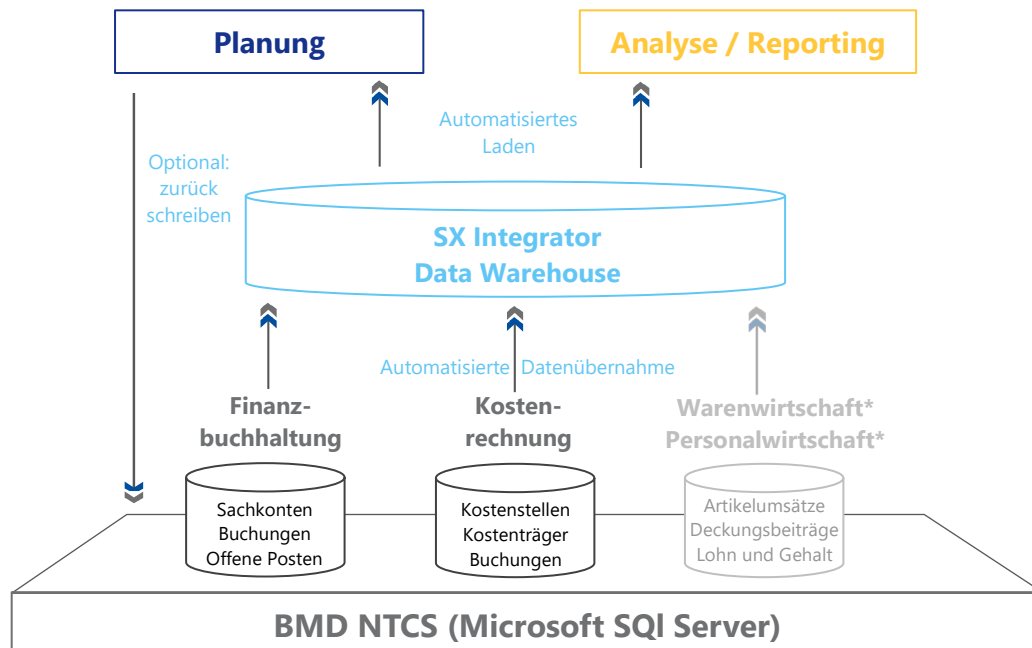 Planung
Analyse / Reporting
Automatisiertes
Laden
Optional:
zurück
schreiben
SX Integrator
Data Warehouse
Automatisierte Datenübernahme
Finanz-
buchhaltung
Kosten-
rechnung
Warenwirtschaft*
Personalwirtschaft*
Sachkonten
Buchungen
Offene Posten
Kostenstellen
Kostenträger
Buchungen
Artikelumsätze
Deckungsbeiträge
Lohn und Gehalt
BMD NTCS (Microsoft SQl Server)